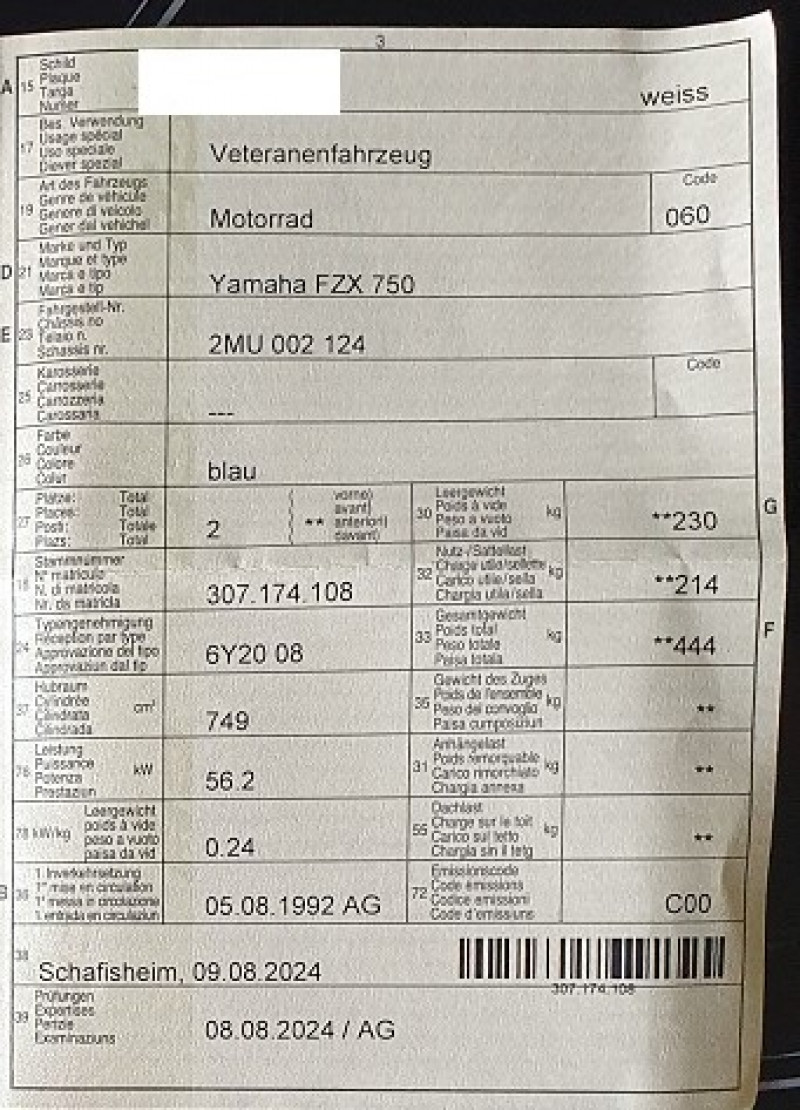 3
A 15 Schild
Plaque
Targa
Numer
weiss
17 Bes. Verwendung
Usage spécial
Uso speciale
Diever spezial
Veteranenfahrzeug
19 Art des Fahrzeugs
Genre de véhicule
Genere di veicolo
Gener dal vehichel
Motorrad
Code
060
D 21 Marke und Typ
Marque et type
Marca e tipo
Marca e tip
Yamaha FZX 750
E 23 Fahrgestell-Nr.
Châssis no
Telaio n.
Schassis nr.
2MU 002 124
25 Karosserie
Carrosserie
Carrozzeria
Carossaria
---
Code
26 Farbe
Couleur
Colore
Colur
blau
27 Plätze: Total
Places: Total
Posti: Totale
Plazs: Total
2
( vorne)
( avant)
( ** anteriori)
( davant)
30 Leergewicht
Poids à vide kg
Peso a vuoto
Paisa da vid
**230
G
18 Stammnummer
N° matricule
N. di matricola
Nr. da matricla
307.174.108
32 Nutz-/Sattellast
Charge utile/sellette kg
Carico utile/sella
Chargia utila/sella
**214
24 Typengenehmigung
Réception par type
Approvazione del tipo
Approvaziun dal tip
6Y20 08
33 Gesamtgewicht
Poids total kg
Peso totale
Paisa totala
**444
F
37 Hubraum
Cylindrée cm³
Cilindrata
Cilindrada
749
35 Gewicht des Zuges
Poids de l'ensemble kg
Peso del convoglio
Paisa cumposiziun
**
76 Leistung
Puissance kW
Potenza
Prestaziun
56.2
31 Anhängelast
Poids remorquable kg
Carico rimorchiato
Chargia annexa
**
78 kW/kg Leergewicht
poids à vide
peso a vuoto
paisa da vid
0.24
55 Dachlast
Charge sur le toit kg
Carico sul tetto
Chargia sin il tetg
**
B 36 1. Inverkehrsetzung
1re mise en circulation
1a messa in circolazione
1. entrada en circulaziun
05.08.1992 AG
72 Emissionscode
Code émissions
Codice emissioni
Code d'emissiuns
C00
38
Schafisheim, 09.08.2024
307.174.108
39 Prüfungen
Expertises
Perizie
Examinaziuns
08.08.2024 / AG